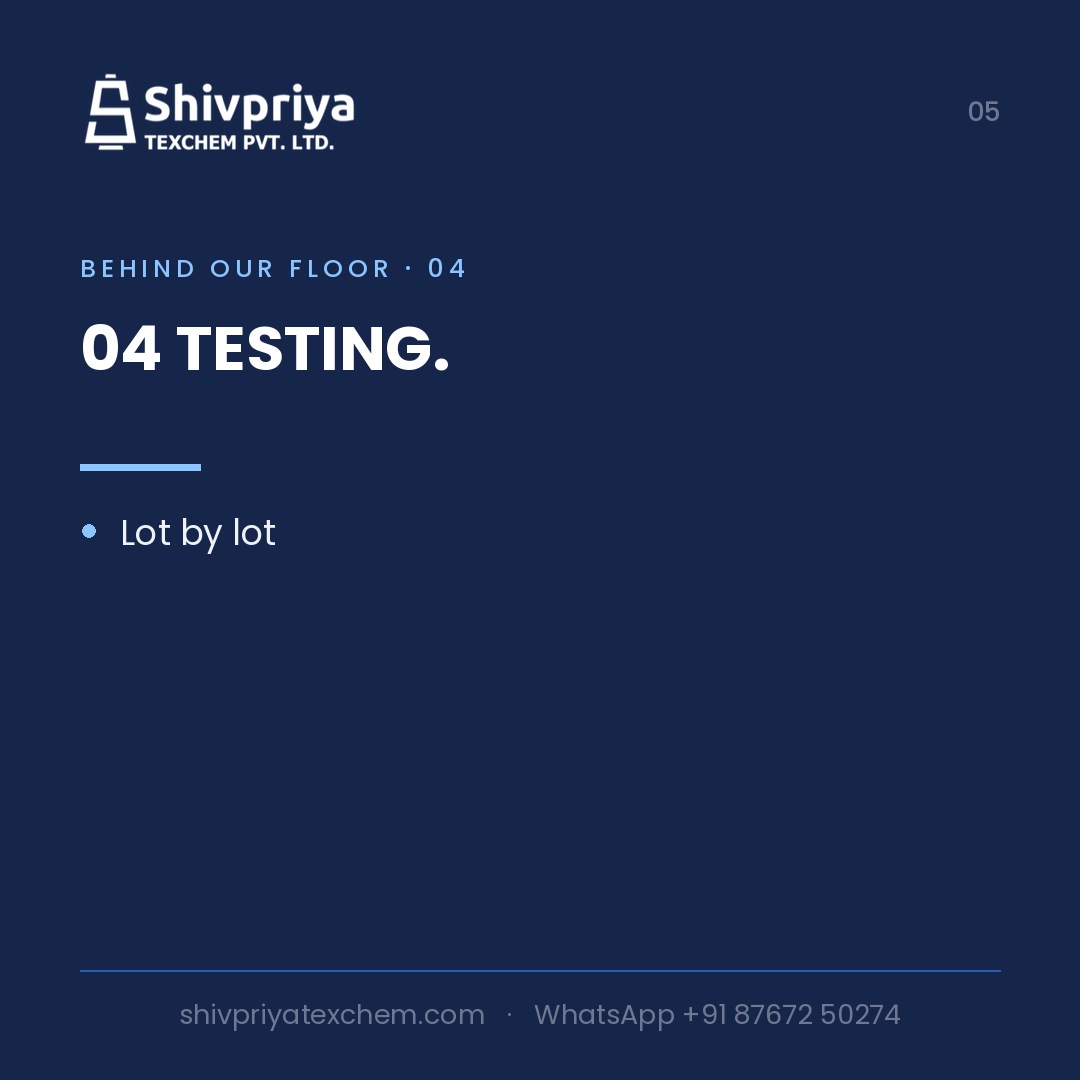 Shivpriya
TEXCHEM PVT. LTD.
05
BEHIND OUR FLOOR · 04
04 TESTING.
• Lot by lot
shivpriyatexchem.com · WhatsApp +91 87672 50274